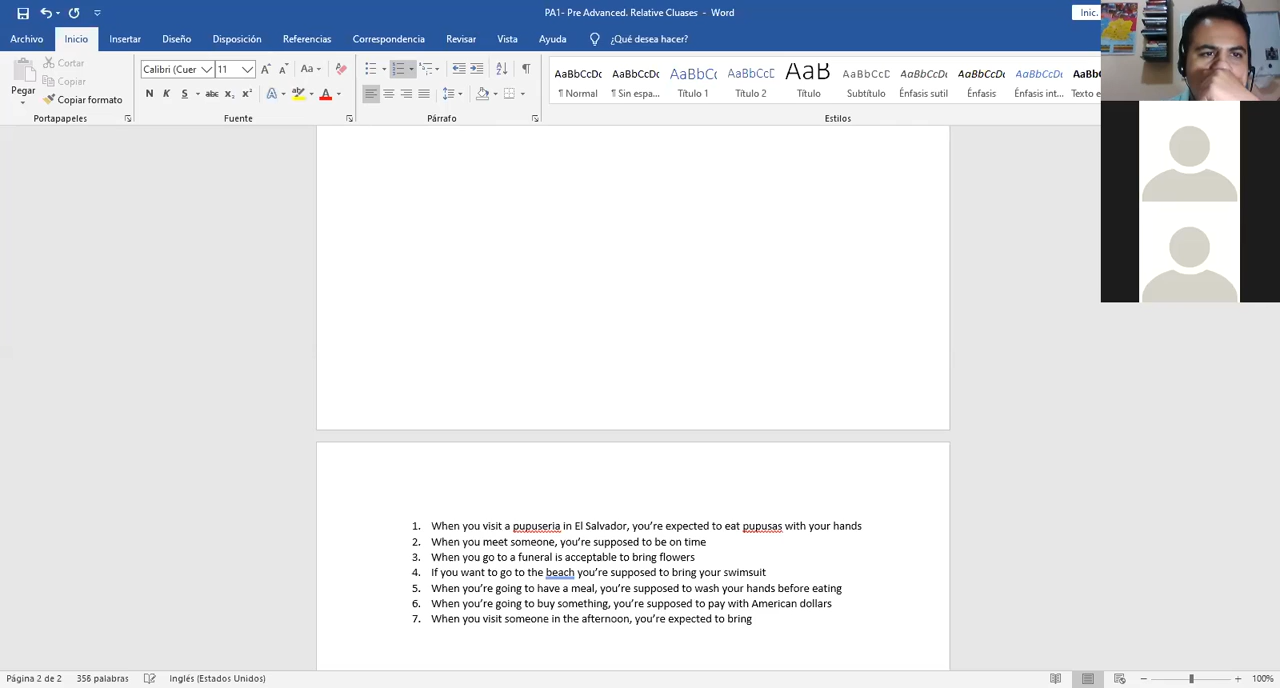 PA1- Pre Advanced. Relative Cluases - Word
Inic.
Archivo Inicio Insertar Diseño Disposición Referencias Correspondencia Revisar Vista Ayuda ¿Qué desea hacer?
Pegar
Cortar
Copiar
Copiar formato
Portapapeles
Calibri (Cuer 11
Aa
N K S abc x₂ x²
Fuente
Párrafo
AaBbCcDc AaBbCcDc AaBbCc AaBbCcD AaB AaBbCcD AaBbCcDc AaBbCcDc AaBbCcDc AaBbC
¶ Normal ¶ Sin espa... Título 1 Título 2 Título Subtítulo Énfasis sutil Énfasis Énfasis int... Texto e
Estilos
1. When you visit a pupuseria in El Salvador, you're expected to eat pupusas with your hands
2. When you meet someone, you're supposed to be on time
3. When you go to a funeral is acceptable to bring flowers
4. If you want to go to the beach you're supposed to bring your swimsuit
5. When you're going to have a meal, you're supposed to wash your hands before eating
6. When you're going to buy something, you're supposed to pay with American dollars
7. When you visit someone in the afternoon, you're expected to bring
Página 2 de 2 356 palabras Inglés (Estados Unidos) 100%